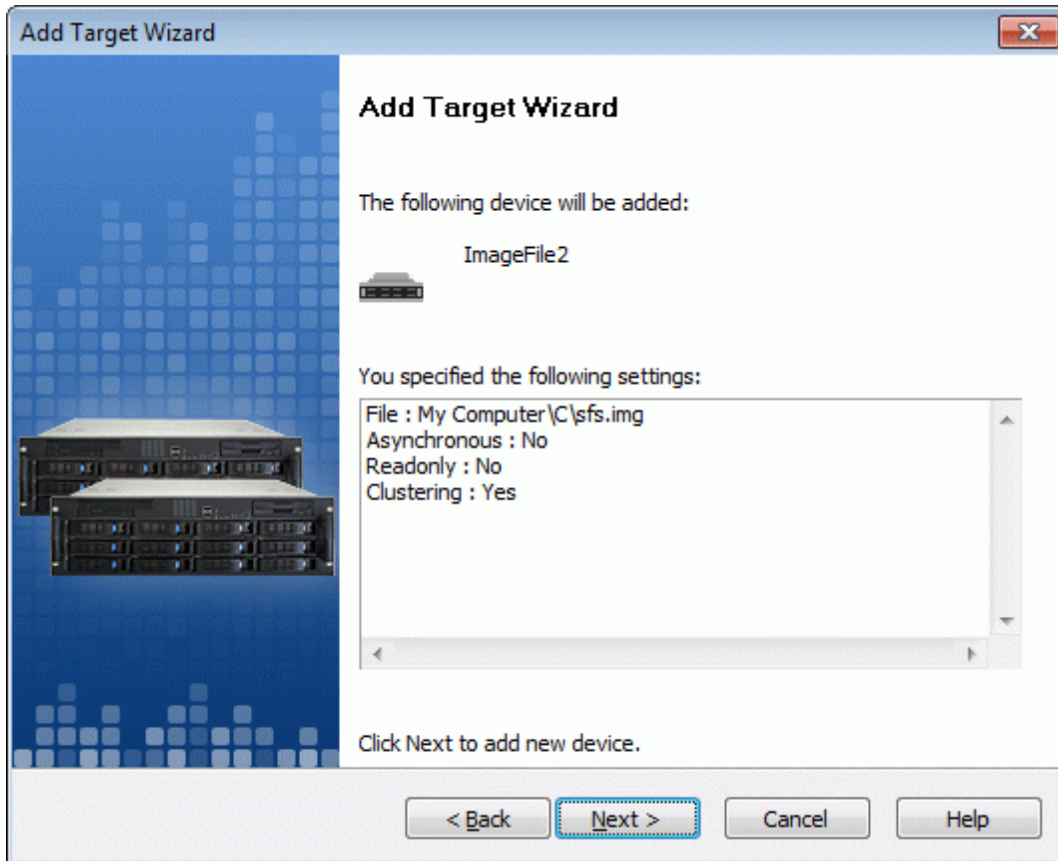 Add Target Wizard
Add Target Wizard
The following device will be added:
ImageFile2
You specified the following settings:
File : My Computer\C\sfs.img
Asynchronous : No
Readonly : No
Clustering : Yes
Click Next to add new device.
< Back Next > Cancel Help